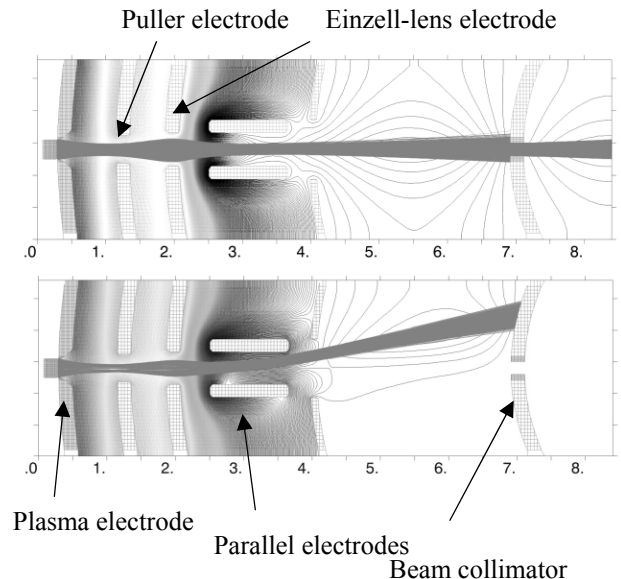 Puller electrode Einzell-lens electrode
.0 1. 2. 3. 4. 5. 6. 7. 8.
.0 1. 2. 3. 4. 5. 6. 7. 8.
Plasma electrode
Parallel electrodes
Beam collimator